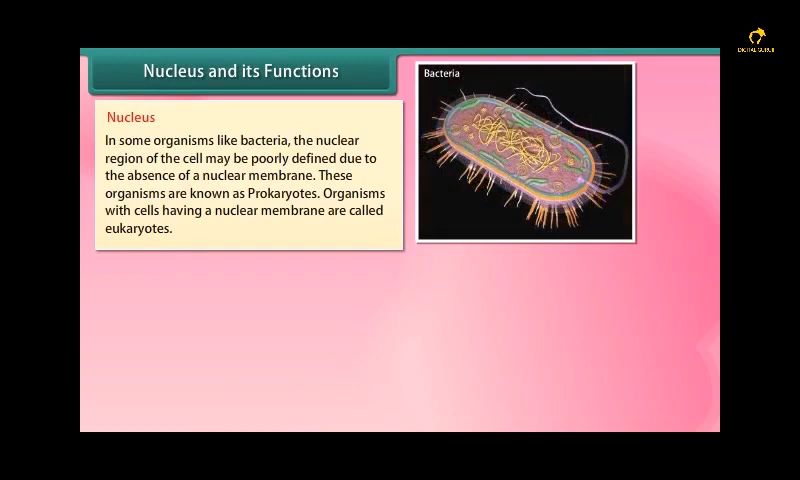 DIGITAL GURUJI
Nucleus and its Functions
Bacteria
Nucleus
In some organisms like bacteria, the nuclear
region of the cell may be poorly defined due to
the absence of a nuclear membrane. These
organisms are known as Prokaryotes. Organisms
with cells having a nuclear membrane are called
eukaryotes.